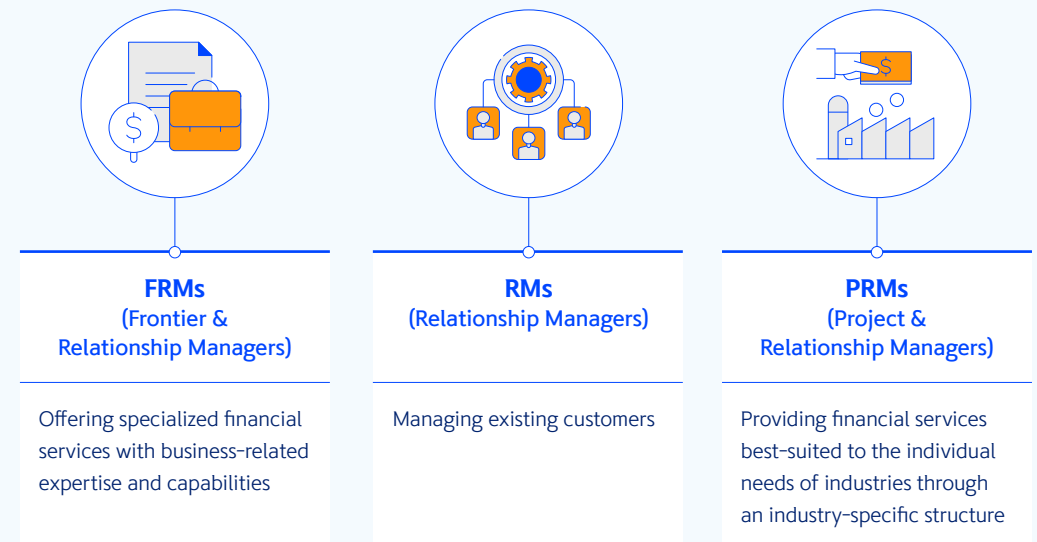 $
$
FRMs
(Frontier &
Relationship Managers)
Offering specialized financial
services with business-related
expertise and capabilities
RMs
(Relationship Managers)
Managing existing customers
PRMs
(Project &
Relationship Managers)
Providing financial services
best-suited to the individual
needs of industries through
an industry-specific structure